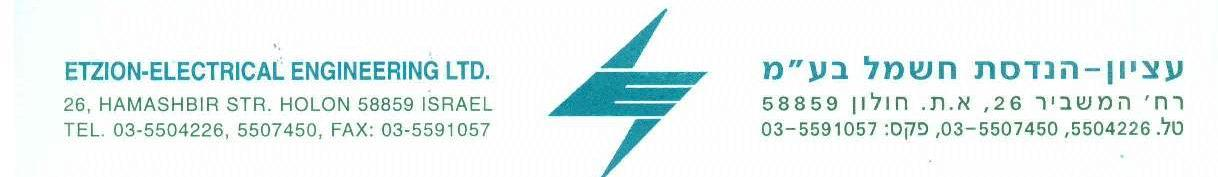 ETZION-ELECTRICAL ENGINEERING LTD.
26, HAMASHBIR STR. HOLON 58859 ISRAEL
TEL. 03-5504226, 5507450, FAX: 03-5591057
עציון-הנדסת חשמל בע"מ
רח' המשביר 26, א.ת. חולון 58859
טל. 5504226, 03-5507450, פקס: 03-5591057